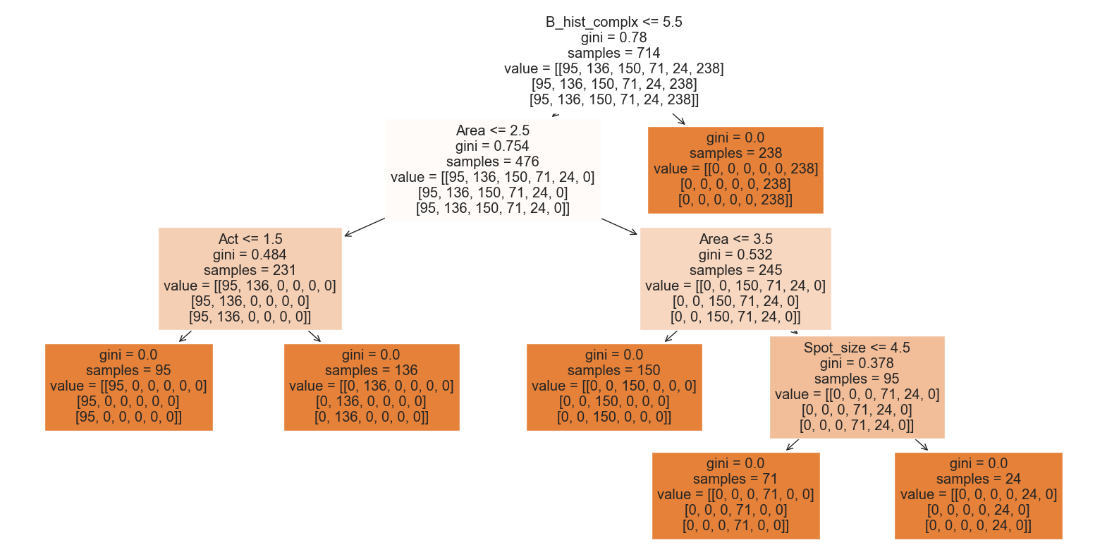 B_hist_complx <= 5.5
gini = 0.78
samples = 714
value = [[95, 136, 150, 71, 24, 238]
[95, 136, 150, 71, 24, 238]
[95, 136, 150, 71, 24, 238]]
Area <= 2.5
gini = 0.754
samples = 476
value = [[95, 136, 150, 71, 24, 0]
[95, 136, 150, 71, 24, 0]
[95, 136, 150, 71, 24, 0]]
gini = 0.0
samples = 238
value = [[0, 0, 0, 0, 0, 238]
[0, 0, 0, 0, 0, 238]
[0, 0, 0, 0, 0, 238]]
Act <= 1.5
gini = 0.484
samples = 231
value = [[95, 136, 0, 0, 0, 0]
[95, 136, 0, 0, 0, 0]
[95, 136, 0, 0, 0, 0]]
Area <= 3.5
gini = 0.532
samples = 245
value = [[0, 0, 150, 71, 24, 0]
[0, 0, 150, 71, 24, 0]
[0, 0, 150, 71, 24, 0]]
gini = 0.0
samples = 95
value = [[95, 0, 0, 0, 0, 0]
[95, 0, 0, 0, 0, 0]
[95, 0, 0, 0, 0, 0]]
gini = 0.0
samples = 136
value = [[0, 136, 0, 0, 0, 0]
[0, 136, 0, 0, 0, 0]
[0, 136, 0, 0, 0, 0]]
gini = 0.0
samples = 150
value = [[0, 0, 150, 0, 0, 0]
[0, 0, 150, 0, 0, 0]
[0, 0, 150, 0, 0, 0]]
Spot_size <= 4.5
gini = 0.378
samples = 95
value = [[0, 0, 0, 71, 24, 0]
[0, 0, 0, 71, 24, 0]
[0, 0, 0, 71, 24, 0]]
gini = 0.0
samples = 71
value = [[0, 0, 0, 71, 0, 0]
[0, 0, 0, 71, 0, 0]
[0, 0, 0, 71, 0, 0]]
gini = 0.0
samples = 24
value = [[0, 0, 0, 0, 24, 0]
[0, 0, 0, 0, 24, 0]
[0, 0, 0, 0, 24, 0]]